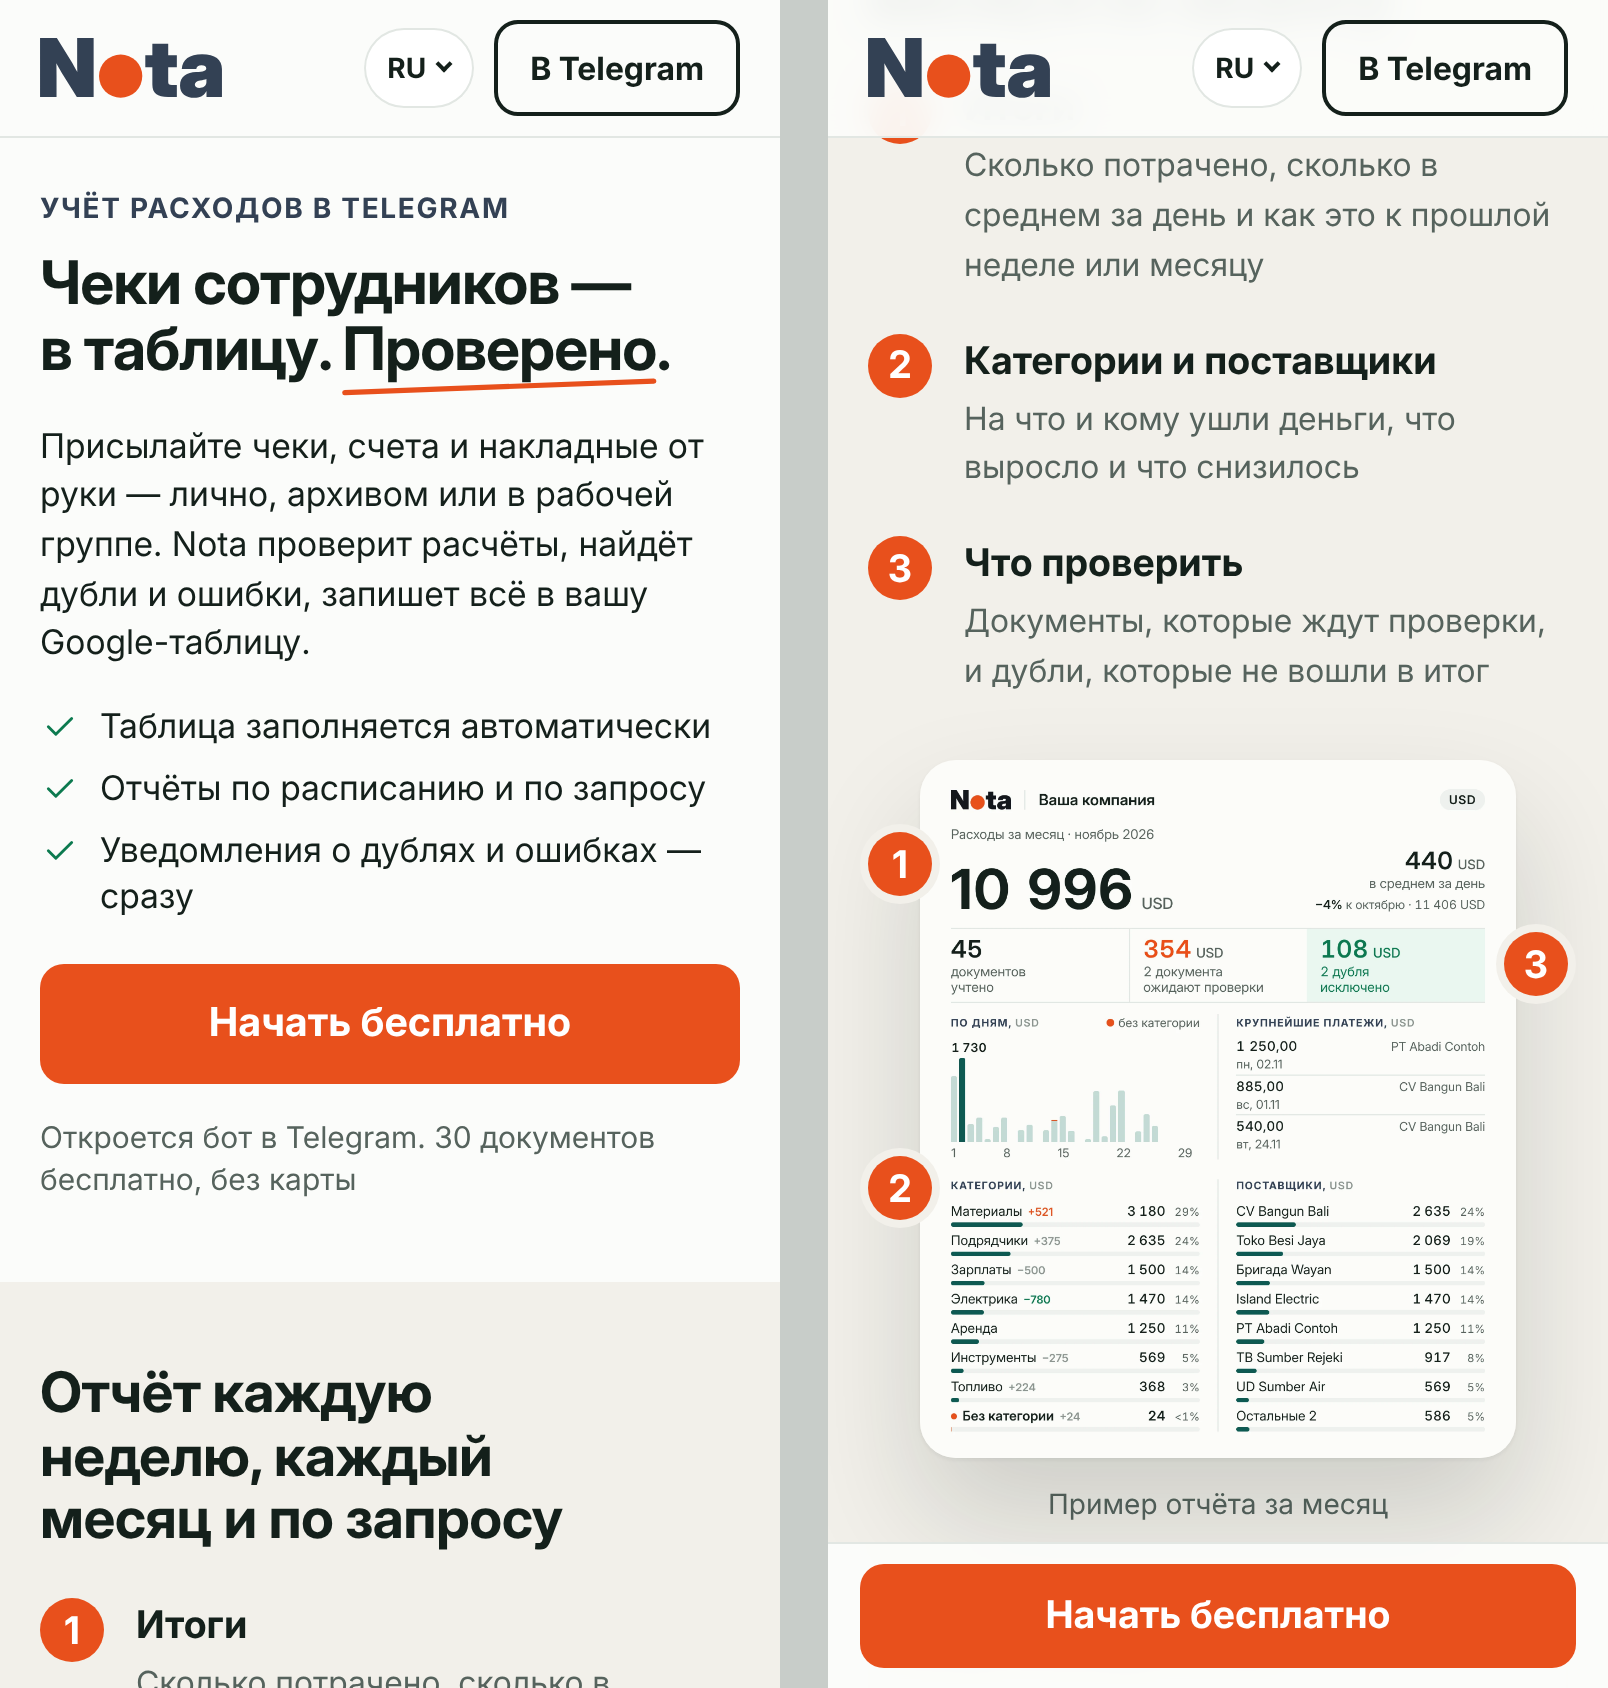 Nota
RU
В Telegram
УЧЁТ РАСХОДОВ В TELEGRAM
Чеки сотрудников —
в таблицу. Проверено.
Присылайте чеки, счета и накладные от
руки — лично, архивом или в рабочей
группе. Nota проверит расчёты, найдёт
дубли и ошибки, запишет всё в вашу
Google-таблицу.
Таблица заполняется автоматически
Отчёты по расписанию и по запросу
Уведомления о дублях и ошибках —
сразу
Начать бесплатно
Откроется бот в Telegram. 30 документов
бесплатно, без карты
Отчёт каждую
неделю, каждый
месяц и по запросу
1 Итоги
Сколько потрачено, сколько в
Nota
RU
В Telegram
Сколько потрачено, сколько в
среднем за день и как это к прошлой
неделе или месяцу
2 Категории и поставщики
На что и кому ушли деньги, что
выросло и что снизилось
3 Что проверить
Документы, которые ждут проверки,
и дубли, которые не вошли в итог
Nota Ваша компания USD
Расходы за месяц · ноябрь 2026
1
10 996 USD
440 USD
в среднем за день
−4% к октябрю · 11 406 USD
45
документов
учтено
354 USD
2 документа
ожидают проверки
108 USD
2 дубля
исключено
3
ПО ДНЯМ, USD
без категории
1 730
1 8 15 22 29
КРУПНЕЙШИЕ ПЛАТЕЖИ, USD
1 250,00 PT Abadi Contoh
пн, 02.11
885,00 CV Bangun Bali
вс, 01.11
540,00 CV Bangun Bali
вт, 24.11
2
КАТЕГОРИИ, USD
Материалы +521 3 180 29%
Подрядчики +375 2 635 24%
Зарплаты −500 1 500 14%
Электрика −780 1 470 14%
Аренда 1 250 11%
Инструменты −275 569 5%
Топливо +224 368 3%
Без категории +24 24 <1%
ПОСТАВЩИКИ, USD
CV Bangun Bali 2 635 24%
Toko Besi Jaya 2 069 19%
Бригада Wayan 1 500 14%
Island Electric 1 470 14%
PT Abadi Contoh 1 250 11%
TB Sumber Rejeki 917 8%
UD Sumber Air 569 5%
Остальные 2 586 5%
Пример отчёта за месяц
Начать бесплатно